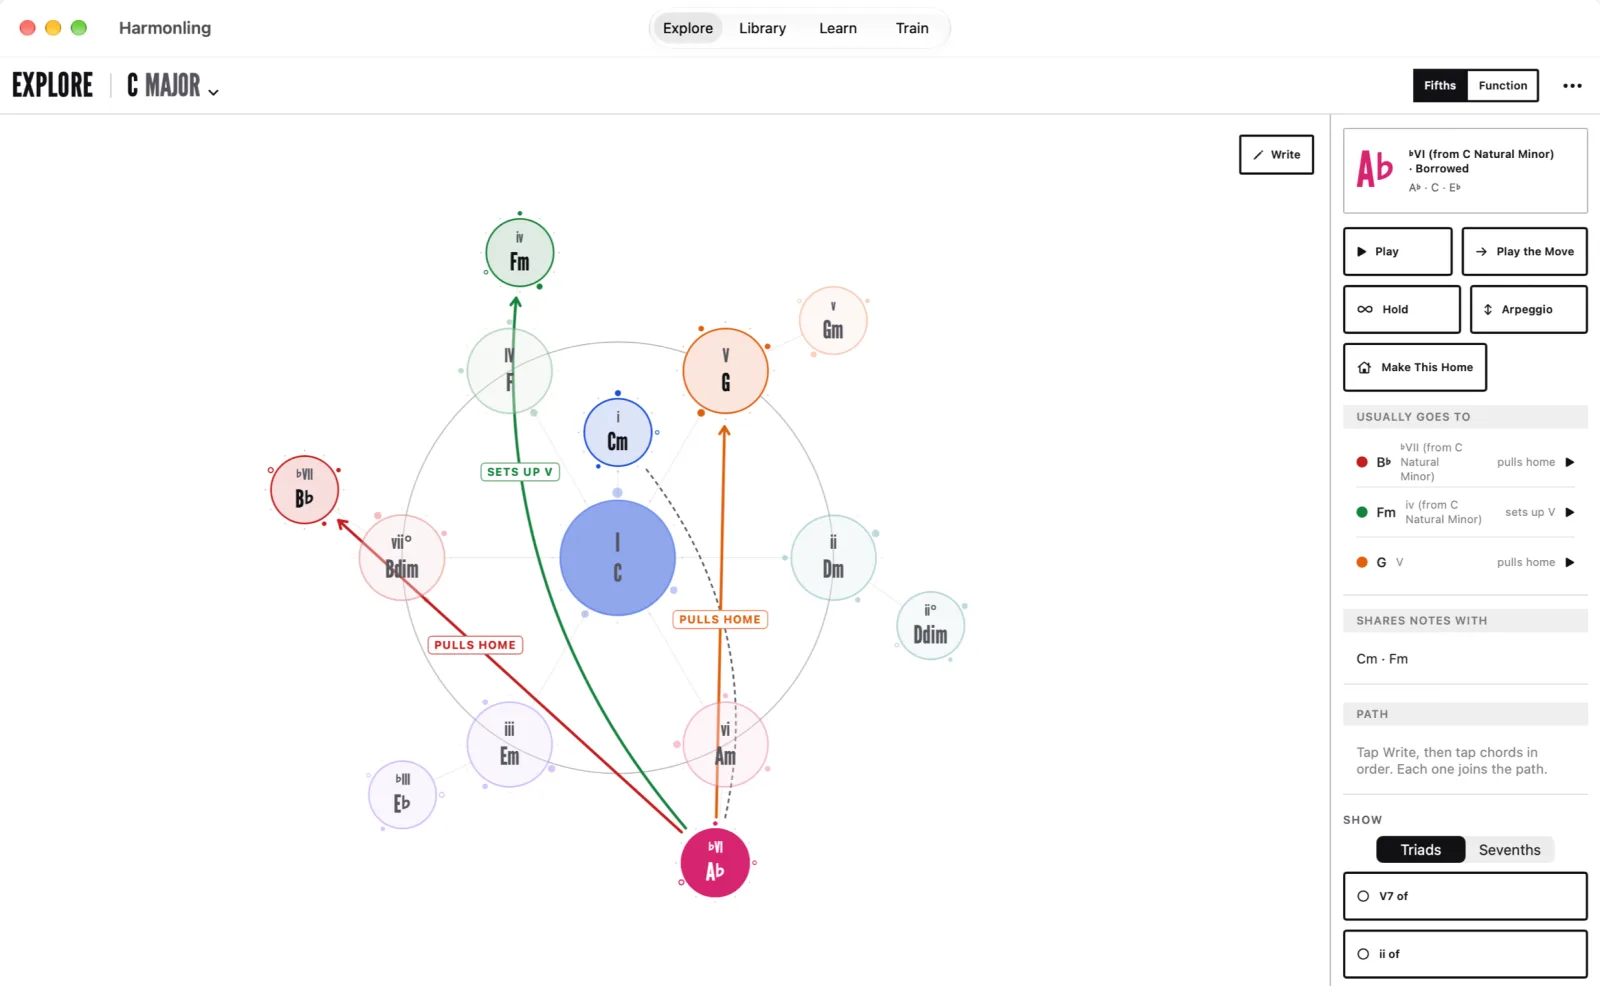 Harmonling
Explore
Library
Learn
Train
EXPLORE
C MAJOR
Fifths
Function
Write
iv
Fm
v
Gm
IV
F
V
G
i
Cm
♭VII
B♭
SETS UP V
vii°
Bdim
I
C
ii
Dm
ii°
Ddim
PULLS HOME
PULLS HOME
iii
Em
vi
Am
♭III
E♭
♭VI
A♭
A♭
♭VI (from C Natural Minor)
· Borrowed
A♭ · C · E♭
Play
Play the Move
Hold
Arpeggio
Make This Home
USUALLY GOES TO
B♭
♭VII (from C
Natural
Minor)
pulls home
Fm
iv (from C
Natural Minor)
sets up V
G
V
pulls home
SHARES NOTES WITH
Cm · Fm
PATH
Tap Write, then tap chords in
order. Each one joins the path.
SHOW
Triads
Sevenths
V7 of
ii of